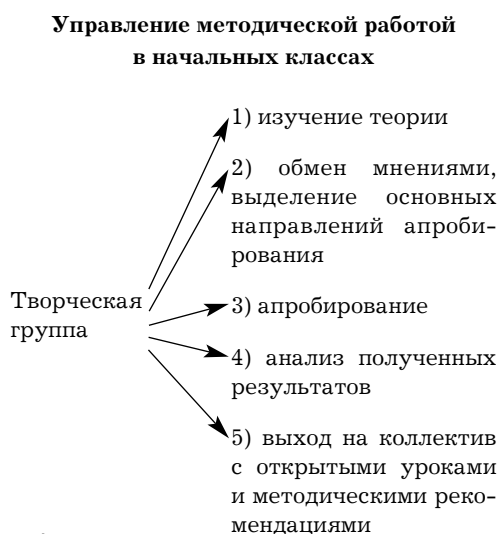 Управление методической работой
в начальных классах
1) изучение теории
2) обмен мнениями,
выделение основных
направлений апроби-
рования
Творческая
группа
3) апробирование
4) анализ полученных
результатов
5) выход на коллектив
с открытыми уроками
и методическими реко-
мендациями